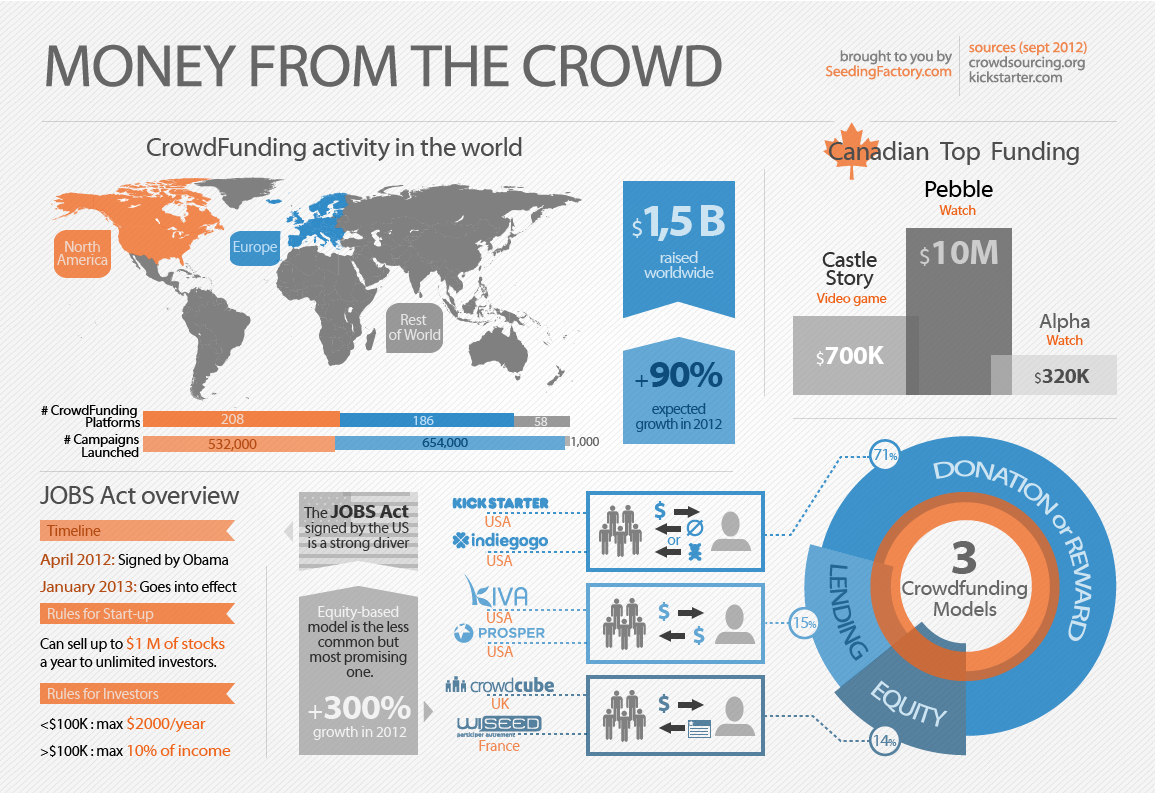 MONEY FROM THE CROWD
brought to you by
SeedingFactory.com
sources (sept 2012)
crowdsourcing.org
kickstarter.com
CrowdFunding activity in the world
North
America
Europe
Rest
of World
# CrowdFunding
Platforms
208
186
58
# Campaigns
Launched
532,000
654,000
1,000
$1,5 B
raised
worldwide
+90%
expected
growth in 2012
Canadian Top Funding
Pebble
Watch
$10M
Castle
Story
Video game
$700K
Alpha
Watch
$320K
JOBS Act overview
Timeline
April 2012: Signed by Obama
January 2013: Goes into effect
Rules for Start-up
Can sell up to $1 M of stocks
a year to unlimited investors.
Rules for Investors
<$100K : max $2000/year
>$100K : max 10% of income
The JOBS Act
signed by the US
is a strong driver
Equity-based
model is the less
common but
most promising
one.
+300%
growth in 2012
KICKSTARTER
USA
indiegogo
USA
$
or
KIVA
USA
PROSPER
USA
$
$
crowdcube
UK
WISEED
participer autrement
France
$
71%
15%
14%
DONATION or REWARD
LENDING
EQUITY
3
Crowdfunding
Models